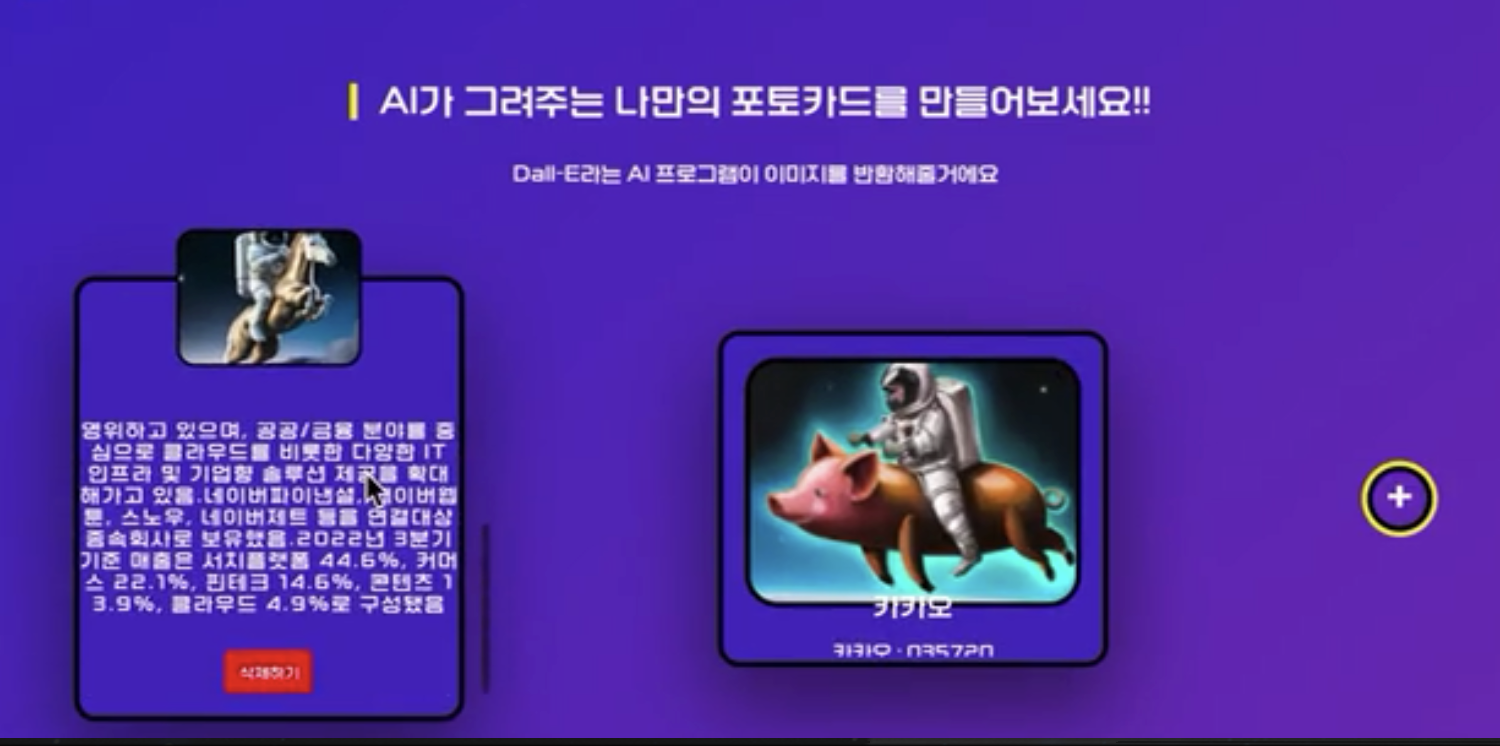 AI가 그려주는 나만의 포토카드를 만들어보세요!!
Dall-E라는 AI 프로그램이 이미지를 반환해줄거에요
영위하고 있으며, 공공/금융 분야를 중
심으로 클라우드를 비롯한 다양한 IT
인프라 및 기업향 솔루션 제공을 확대
해가고 있음.네이버파이낸셜, 네이버웹
툰, 스노우, 네이버제트 등을 연결대상
종속회사로 보유했음.2022년 3분기
기준 매출은 서치플랫폼 44.6%, 커머
스 22.1%, 핀테크 14.6%, 콘텐츠 1
3.9%, 클라우드 4.9%로 구성됐음
삭제하기
카카오
카카오 · 035720
+